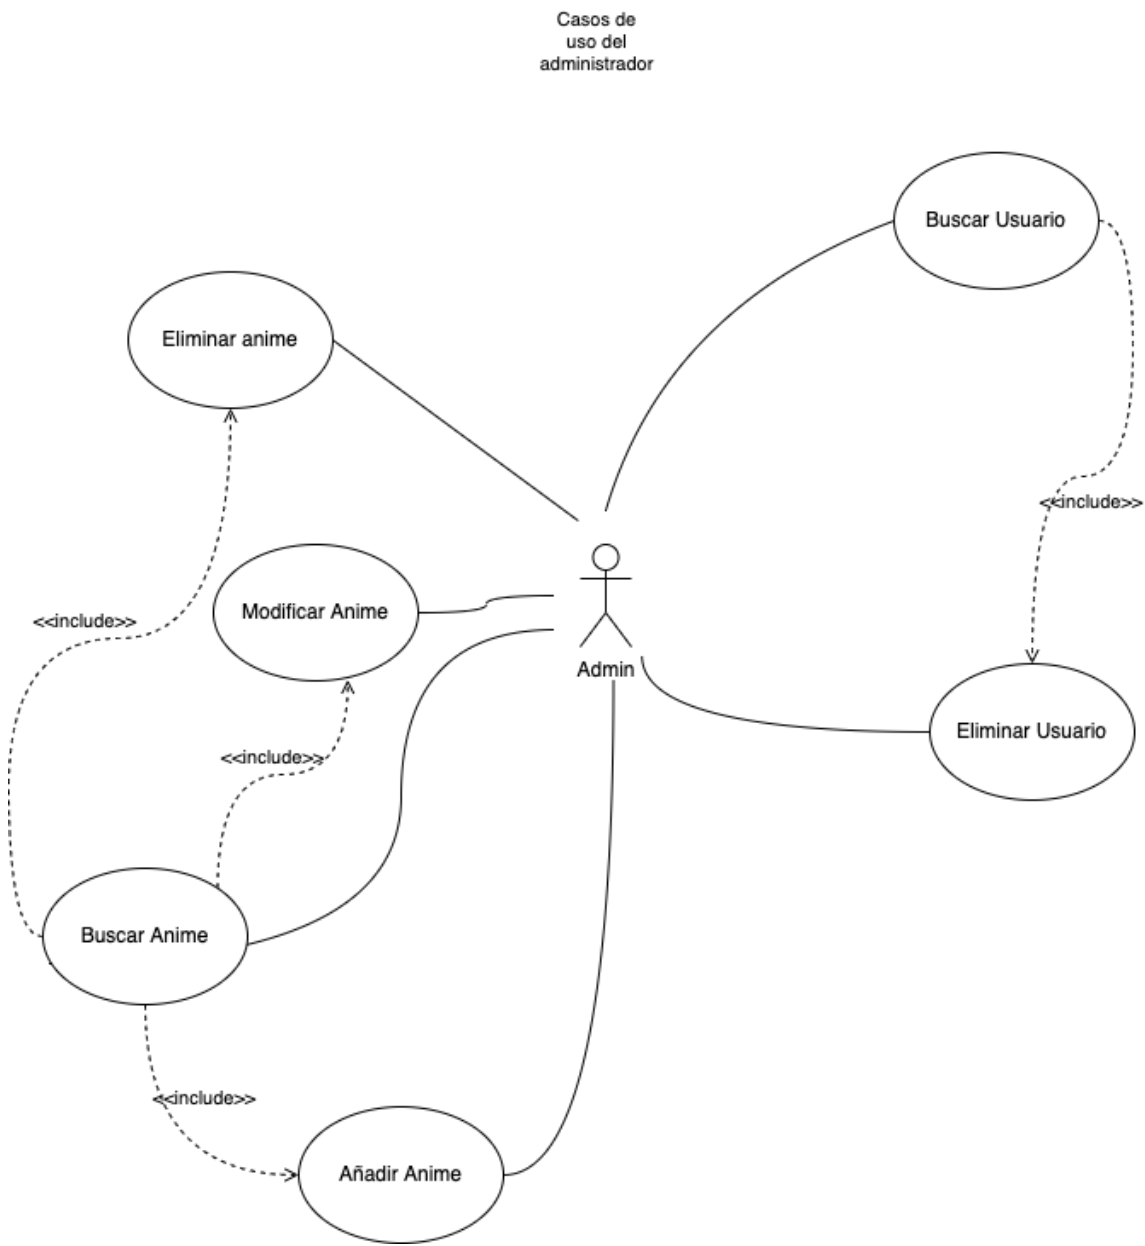 Casos de
uso del
administrador
Buscar Usuario
Eliminar anime
<<include>>
Modificar Anime
<<include>>
Admin
Eliminar Usuario
<<include>>
Buscar Anime
<<include>>
Añadir Anime